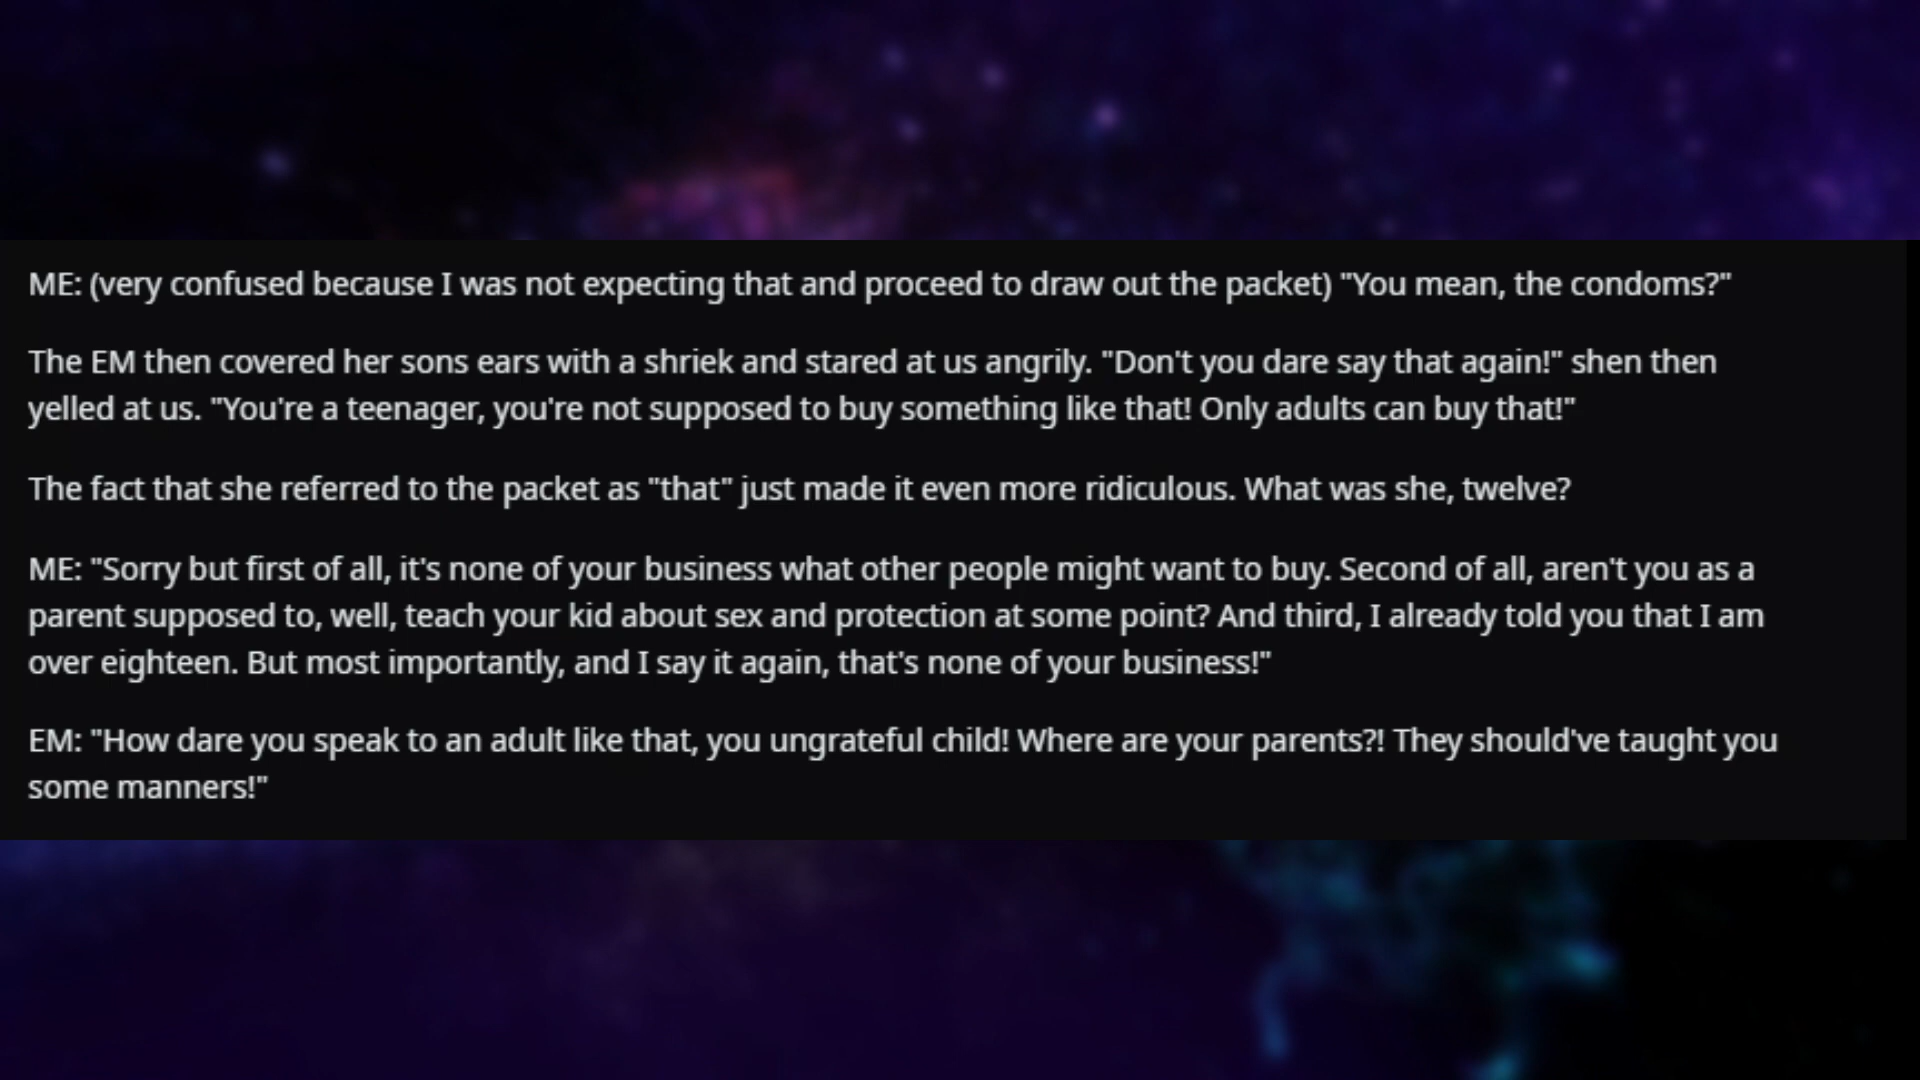 ME: (very confused because I was not expecting that and proceed to draw out the packet) "You mean, the condoms?"
The EM then covered her sons ears with a shriek and stared at us angrily. "Don't you dare say that again!" shen then
yelled at us. "You're a teenager, you're not supposed to buy something like that! Only adults can buy that!"
The fact that she referred to the packet as "that" just made it even more ridiculous. What was she, twelve?
ME: "Sorry but first of all, it's none of your business what other people might want to buy. Second of all, aren't you as a
parent supposed to, well, teach your kid about sex and protection at some point? And third, I already told you that I am
over eighteen. But most importantly, and I say it again, that's none of your business!"
EM: "How dare you speak to an adult like that, you ungrateful child! Where are your parents?! They should've taught you
some manners!"